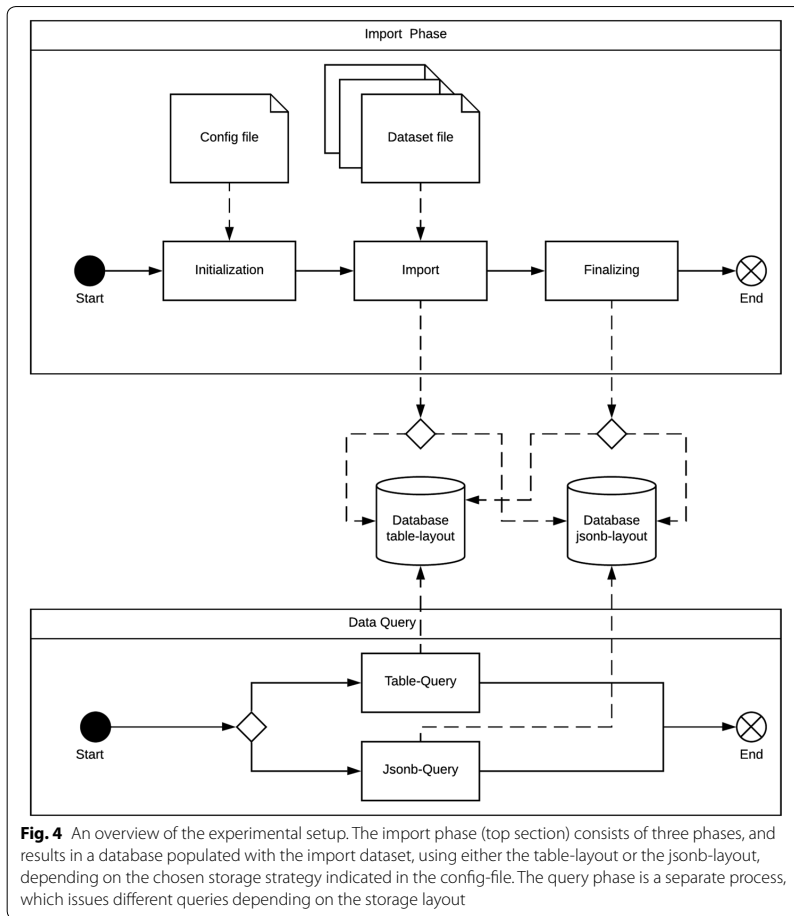 Import Phase
Config file
Dataset file
Initialization
Import
Finalizing
Start
End
Database
table-layout
Database
jsonb-layout
Data Query
Table-Query
Start
End
Jsonb-Query
Fig. 4 An overview of the experimental setup. The import phase (top section) consists of three phases, and
results in a database populated with the import dataset, using either the table-layout or the jsonb-layout,
depending on the chosen storage strategy indicated in the config-file. The query phase is a separate process,
which issues different queries depending on the storage layout